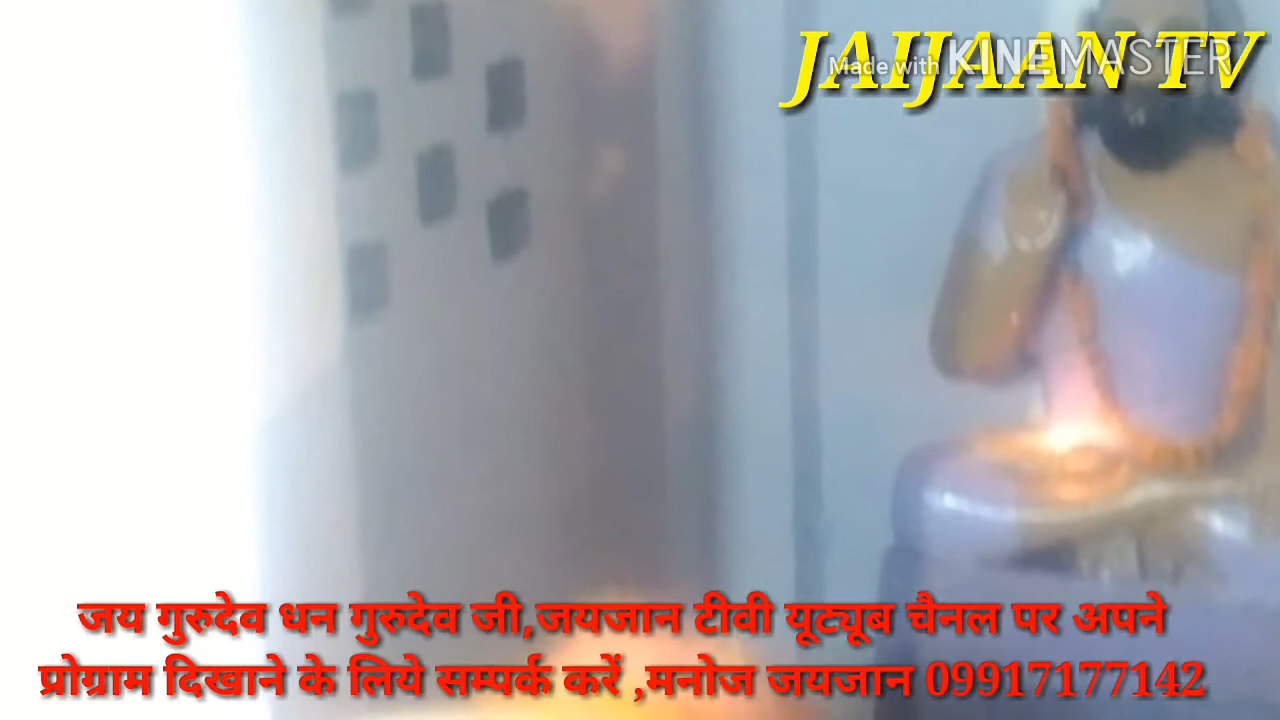 JAIJAAN TV
Made with KINEMASTER
जय गुरुदेव धन गुरुदेव जी,जयजान टीवी यूट्यूब चैनल पर अपने
प्रोग्राम दिखाने के लिये सम्पर्क करें ,मनोज जयजान 09917177142